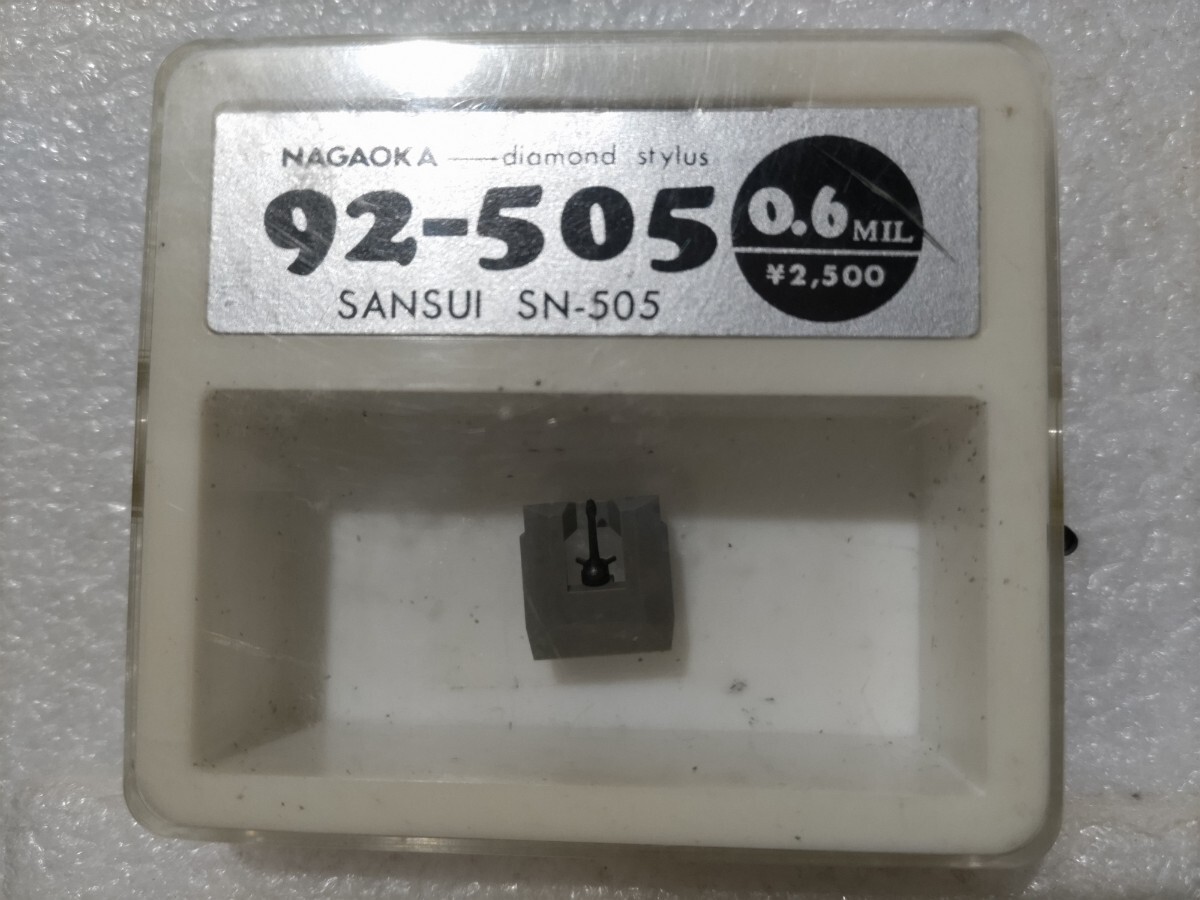 NAGAOKA — diamond stylus
92-505
SANSUI SN-505
0.6 MIL
¥2,500